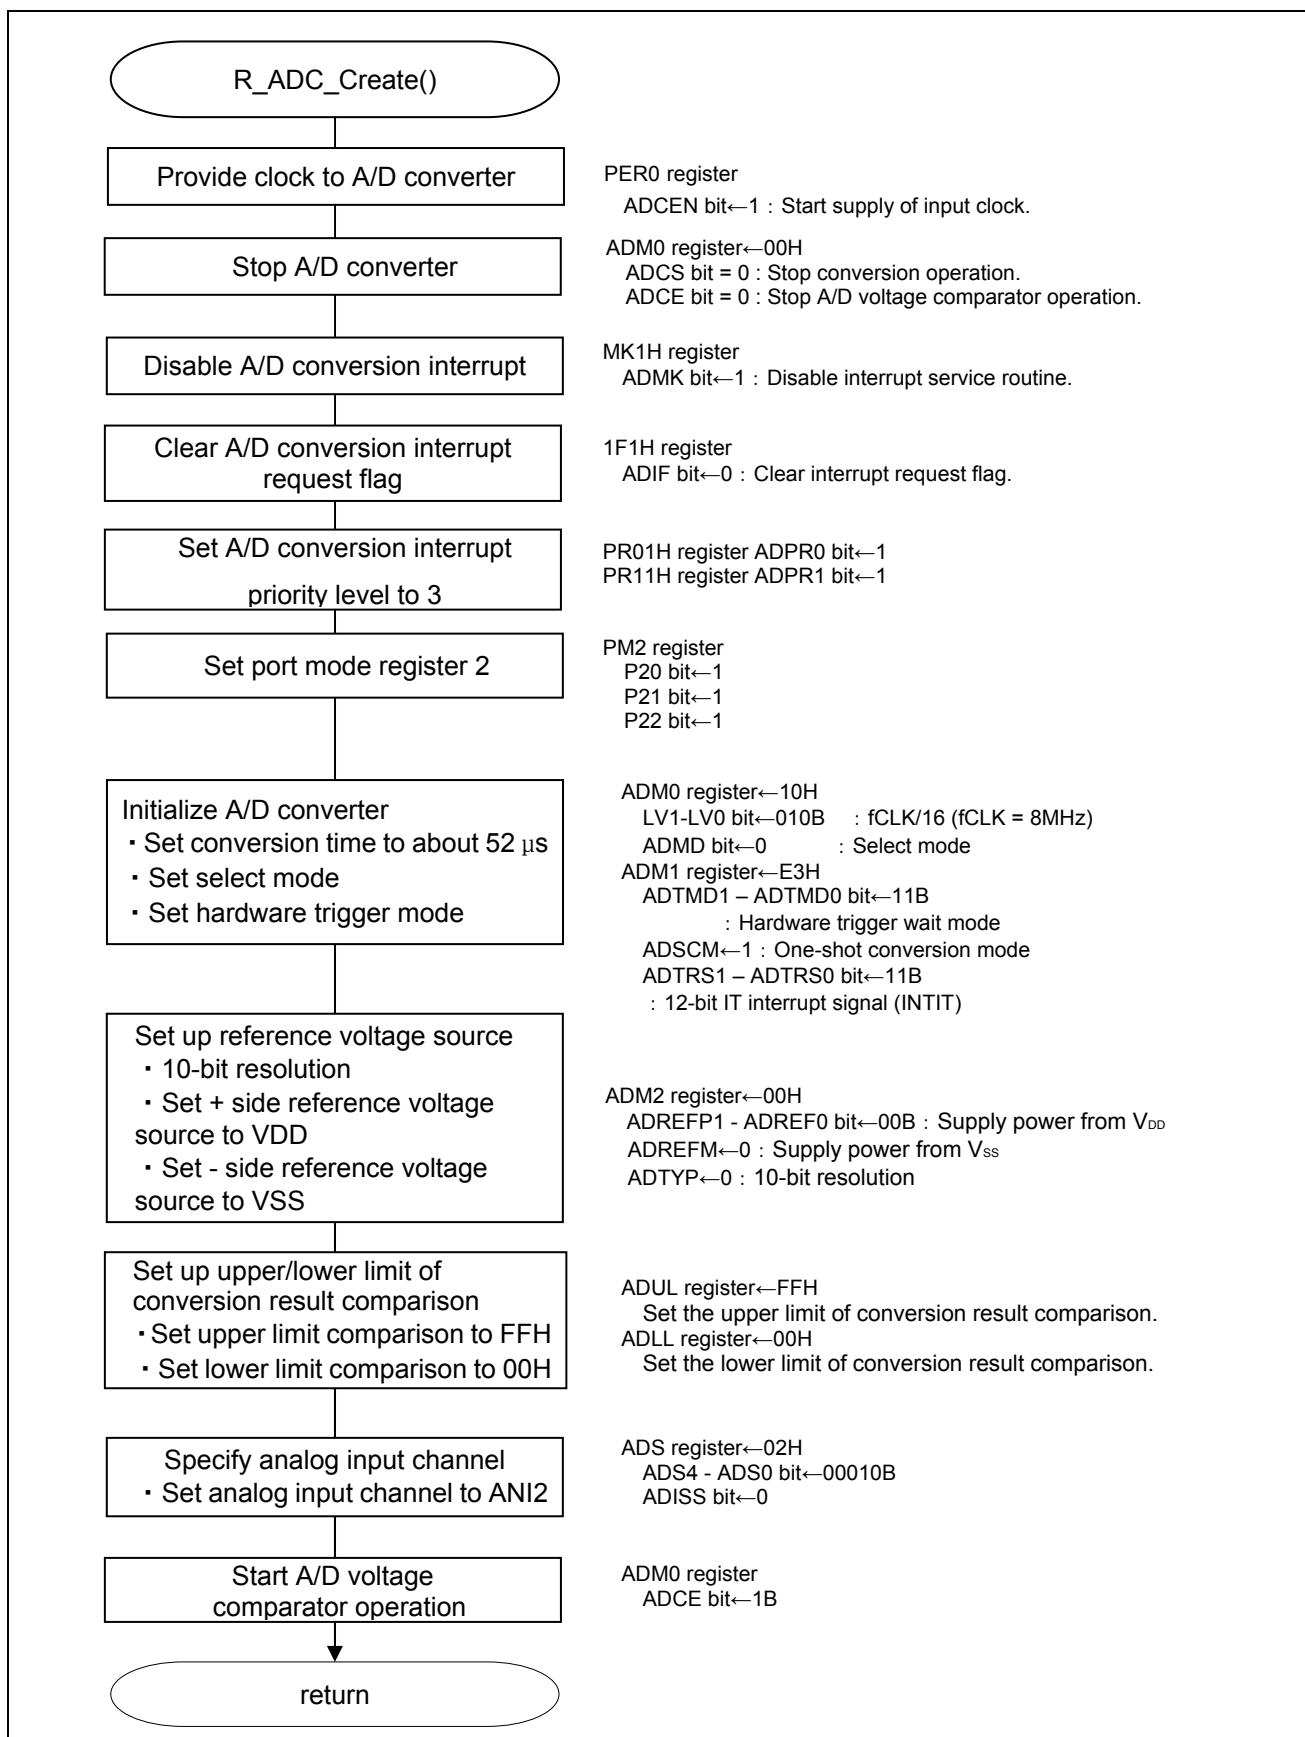 R_ADC_Create()
Provide clock to A/D converter
PER0 register
ADCEN bit←1 : Start supply of input clock.
Stop A/D converter
ADM0 register←00H
ADCS bit = 0 : Stop conversion operation.
ADCE bit = 0 : Stop A/D voltage comparator operation.
Disable A/D conversion interrupt
MK1H register
ADMK bit←1 : Disable interrupt service routine.
Clear A/D conversion interrupt
request flag
1F1H register
ADIF bit←0 : Clear interrupt request flag.
Set A/D conversion interrupt
priority level to 3
PR01H register ADPR0 bit←1
PR11H register ADPR1 bit←1
Set port mode register 2
PM2 register
P20 bit←1
P21 bit←1
P22 bit←1
Initialize A/D converter
・Set conversion time to about 52 µs
・Set select mode
・Set hardware trigger mode
ADM0 register←10H
LV1-LV0 bit←010B : fCLK/16 (fCLK = 8MHz)
ADMD bit←0 : Select mode
ADM1 register←E3H
ADTMD1 – ADTMD0 bit←11B
: Hardware trigger wait mode
ADSCM←1 : One-shot conversion mode
ADTRS1 – ADTRS0 bit←11B
: 12-bit IT interrupt signal (INTIT)
Set up reference voltage source
・10-bit resolution
・Set + side reference voltage
source to VDD
・Set - side reference voltage
source to VSS
ADM2 register←00H
ADREFP1 - ADREF0 bit←00B : Supply power from VDD
ADREFM←0 : Supply power from Vss
ADTYP←0 : 10-bit resolution
Set up upper/lower limit of
conversion result comparison
・Set upper limit comparison to FFH
・Set lower limit comparison to 00H
ADUL register←FFH
Set the upper limit of conversion result comparison.
ADLL register←00H
Set the lower limit of conversion result comparison.
Specify analog input channel
・Set analog input channel to ANI2
ADS register←02H
ADS4 - ADS0 bit←00010B
ADISS bit←0
Start A/D voltage
comparator operation
ADM0 register
ADCE bit←1B
return